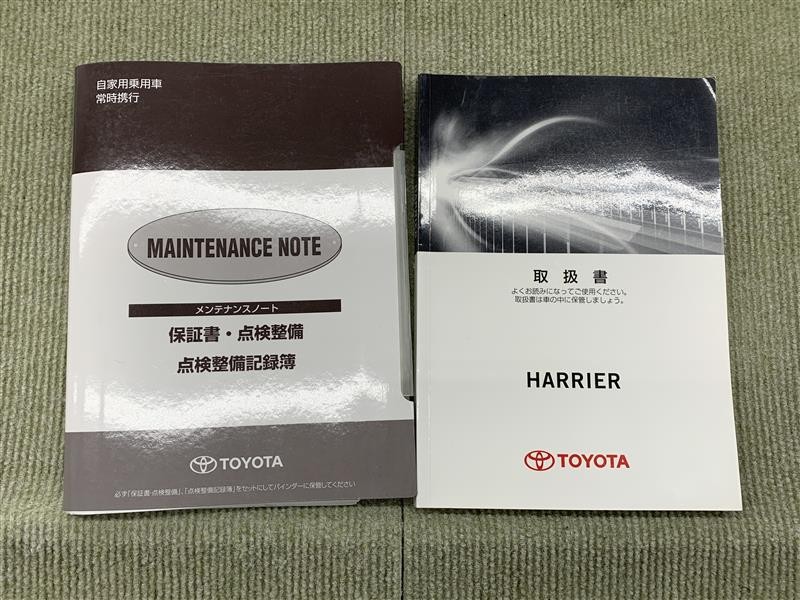 自家用乗用車
常時携行
MAINTENANCE NOTE
メンテナンスノート
保証書・点検整備
点検整備記録簿
TOYOTA
必ず「保証書・点検整備」、「点検整備記録簿」をセットにしてバインダーに保管してください
取扱書
よくお読みになってご使用ください。
取扱書は車の中に保管しましょう。
HARRIER
TOYOTA